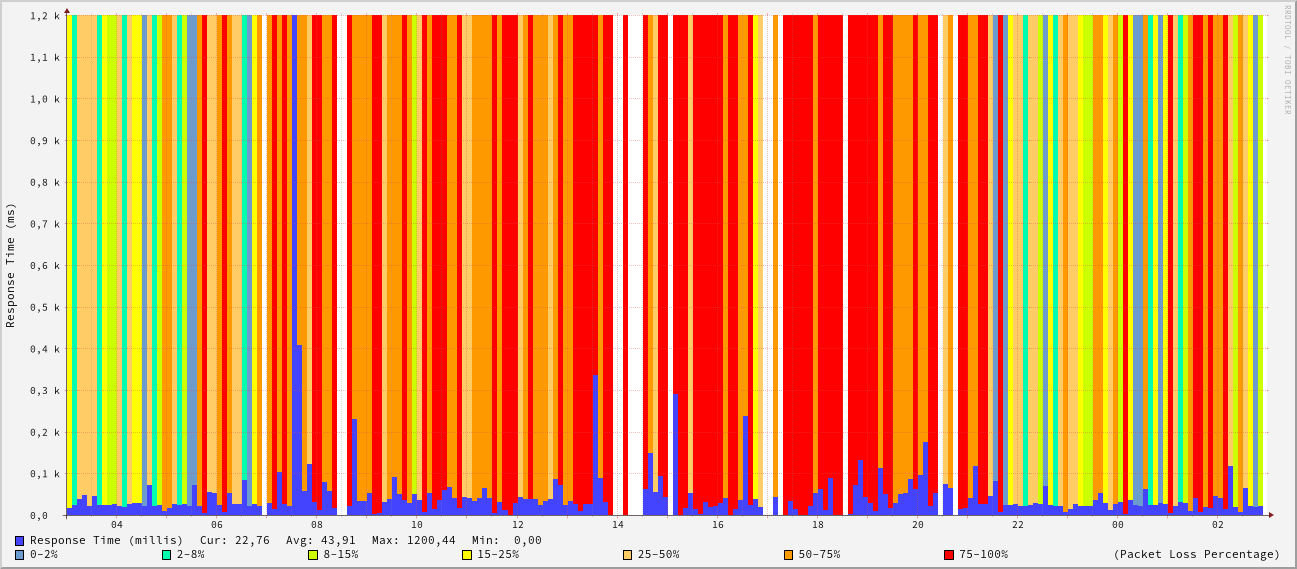 RRDTOOL / TOBI OETIKER
Response Time (ms)
1,2 k
1,1 k
1,0 k
0,9 k
0,8 k
0,7 k
0,6 k
0,5 k
0,4 k
0,3 k
0,2 k
0,1 k
0,0
04 06 08 10 12 14 16 18 20 22 00 02
Response Time (millis) Cur: 22,76 Avg: 43,91 Max: 1200,44 Min: 0,00
0-2% 2-8% 8-15% 15-25% 25-50% 50-75% 75-100% (Packet Loss Percentage)